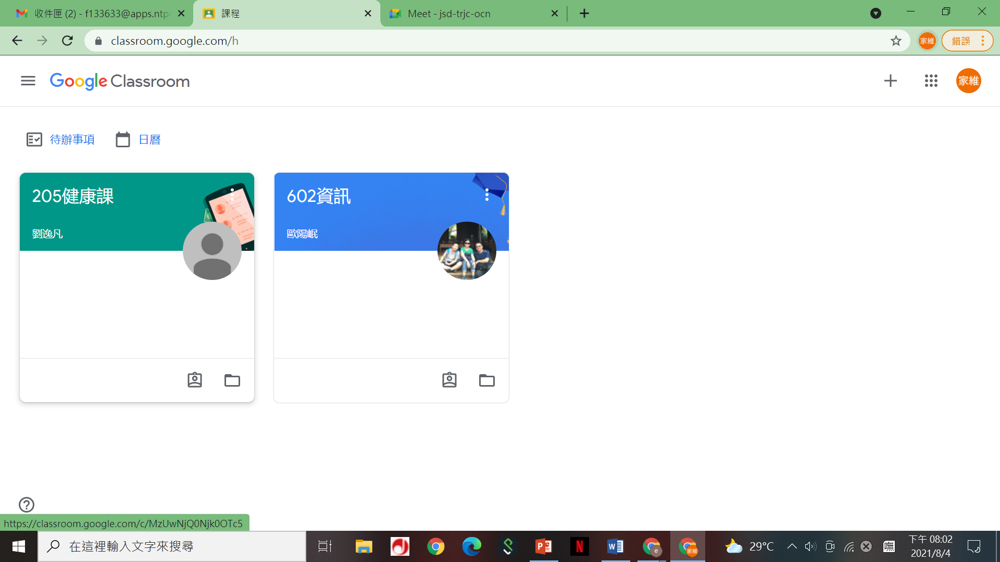 收件匣 (2) - f133633@apps.ntp
課程
Meet - jsd-trjc-ocn
classroom.google.com/h
家維
錯誤
Google Classroom
家維
待辦事項
日曆
205健康課
劉逸凡
602資訊
歐陽岷
https://classroom.google.com/c/MzUwNjQ0Njk0OTc5
在這裡輸入文字來搜尋
29°C
下午 08:02
2021/8/4